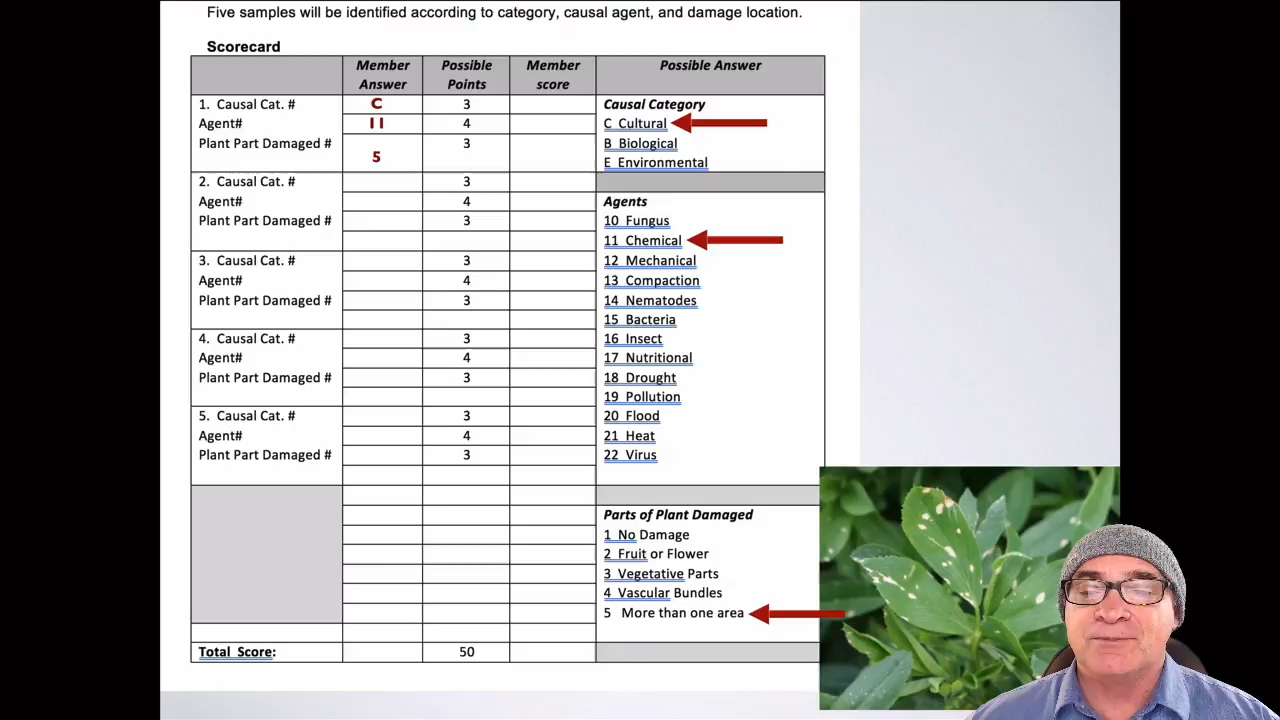 Five samples will be identified according to category, causal agent, and damage location.
Scorecard
Member Answer Possible Points Member score Possible Answer
1. Causal Cat. # C 3 Causal Category
Agent# 11 4 C Cultural
Plant Part Damaged # 5 3 B Biological
E Environmental
2. Causal Cat. # 3
Agent# 4 Agents
Plant Part Damaged # 3 10 Fungus
11 Chemical
3. Causal Cat. # 3 12 Mechanical
Agent# 4 13 Compaction
Plant Part Damaged # 3 14 Nematodes
15 Bacteria
4. Causal Cat. # 3 16 Insect
Agent# 4 17 Nutritional
Plant Part Damaged # 3 18 Drought
19 Pollution
5. Causal Cat. # 3 20 Flood
Agent# 4 21 Heat
Plant Part Damaged # 3 22 Virus
Parts of Plant Damaged
1 No Damage
2 Fruit or Flower
3 Vegetative Parts
4 Vascular Bundles
5 More than one area
Total Score: 50